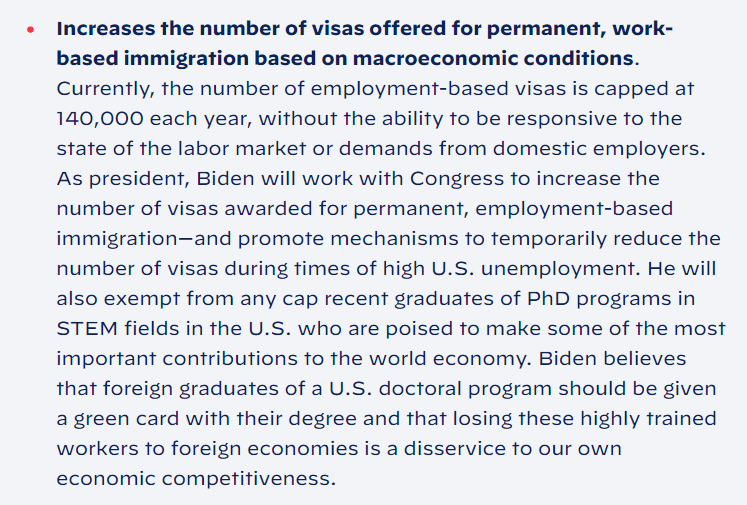 Increases the number of visas offered for permanent, work-
based immigration based on macroeconomic conditions.
Currently, the number of employment-based visas is capped at
140,000 each year, without the ability to be responsive to the
state of the labor market or demands from domestic employers.
As president, Biden will work with Congress to increase the
number of visas awarded for permanent, employment-based
immigration—and promote mechanisms to temporarily reduce the
number of visas during times of high U.S. unemployment. He will
also exempt from any cap recent graduates of PhD programs in
STEM fields in the U.S. who are poised to make some of the most
important contributions to the world economy. Biden believes
that foreign graduates of a U.S. doctoral program should be given
a green card with their degree and that losing these highly trained
workers to foreign economies is a disservice to our own
economic competitiveness.